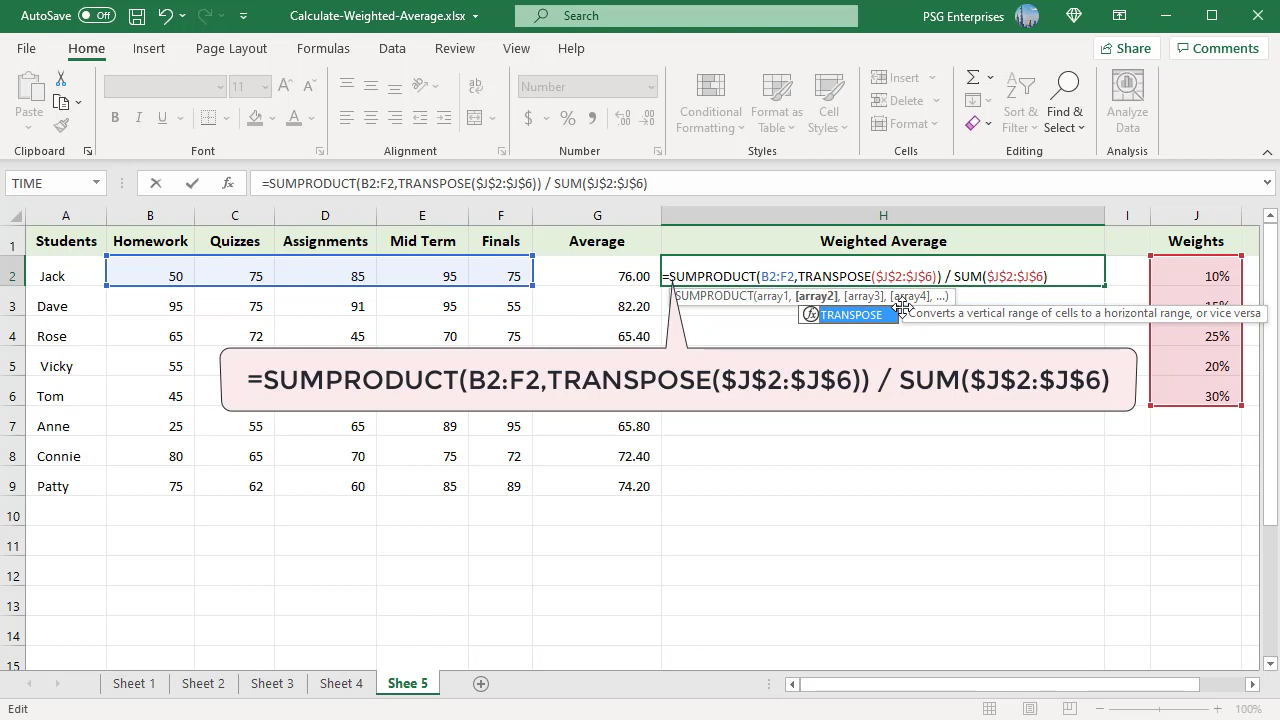 AutoSave Off Calculate-Weighted-Average.xlsx Search PSG Enterprises
File Home Insert Page Layout Formulas Data Review View Help Share Comments
Paste 11 A A ab Number Conditional Formatting Format as Table Cell Styles Insert Delete Format Sort & Filter Find & Select Analyze Data
B I U A $ % 9
Clipboard Font Alignment Number Styles Cells Editing Analysis
TIME fx =SUMPRODUCT(B2:F2,TRANSPOSE($J$2:$J$6)) / SUM($J$2:$J$6)
A B C D E F G H I J
1 Students Homework Quizzes Assignments Mid Term Finals Average Weighted Average Weights
2 Jack 50 75 85 95 75 76.00 =SUMPRODUCT(B2:F2,TRANSPOSE($J$2:$J$6)) / SUM($J$2:$J$6) 10%
SUMPRODUCT(array1, [array2], [array3], [array4], ...)
3 Dave 95 75 91 95 55 82.20 15%
TRANSPOSE Converts a vertical range of cells to a horizontal range, or vice versa
4 Rose 65 72 45 70 75 65.40 25%
5 Vicky 55 20%
=SUMPRODUCT(B2:F2,TRANSPOSE($J$2:$J$6)) / SUM($J$2:$J$6)
6 Tom 45 30%
7 Anne 25 55 65 89 95 65.80
8 Connie 80 65 70 75 72 72.40
9 Patty 75 62 60 85 89 74.20
10
11
12
13
14
15
Sheet 1 Sheet 2 Sheet 3 Sheet 4 Shee 5
Edit 100%